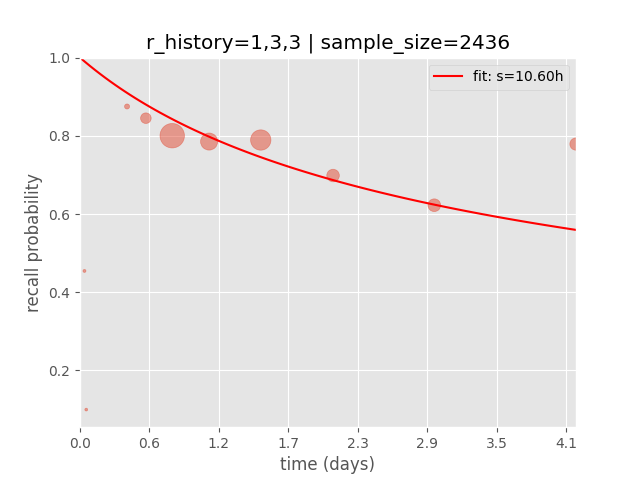 r_history=1,3,3 | sample_size=2436
fit: s=10.60h
1.0
0.8
0.6
0.4
0.2
recall probability
0.0 0.6 1.2 1.7 2.3 2.9 3.5 4.1
time (days)